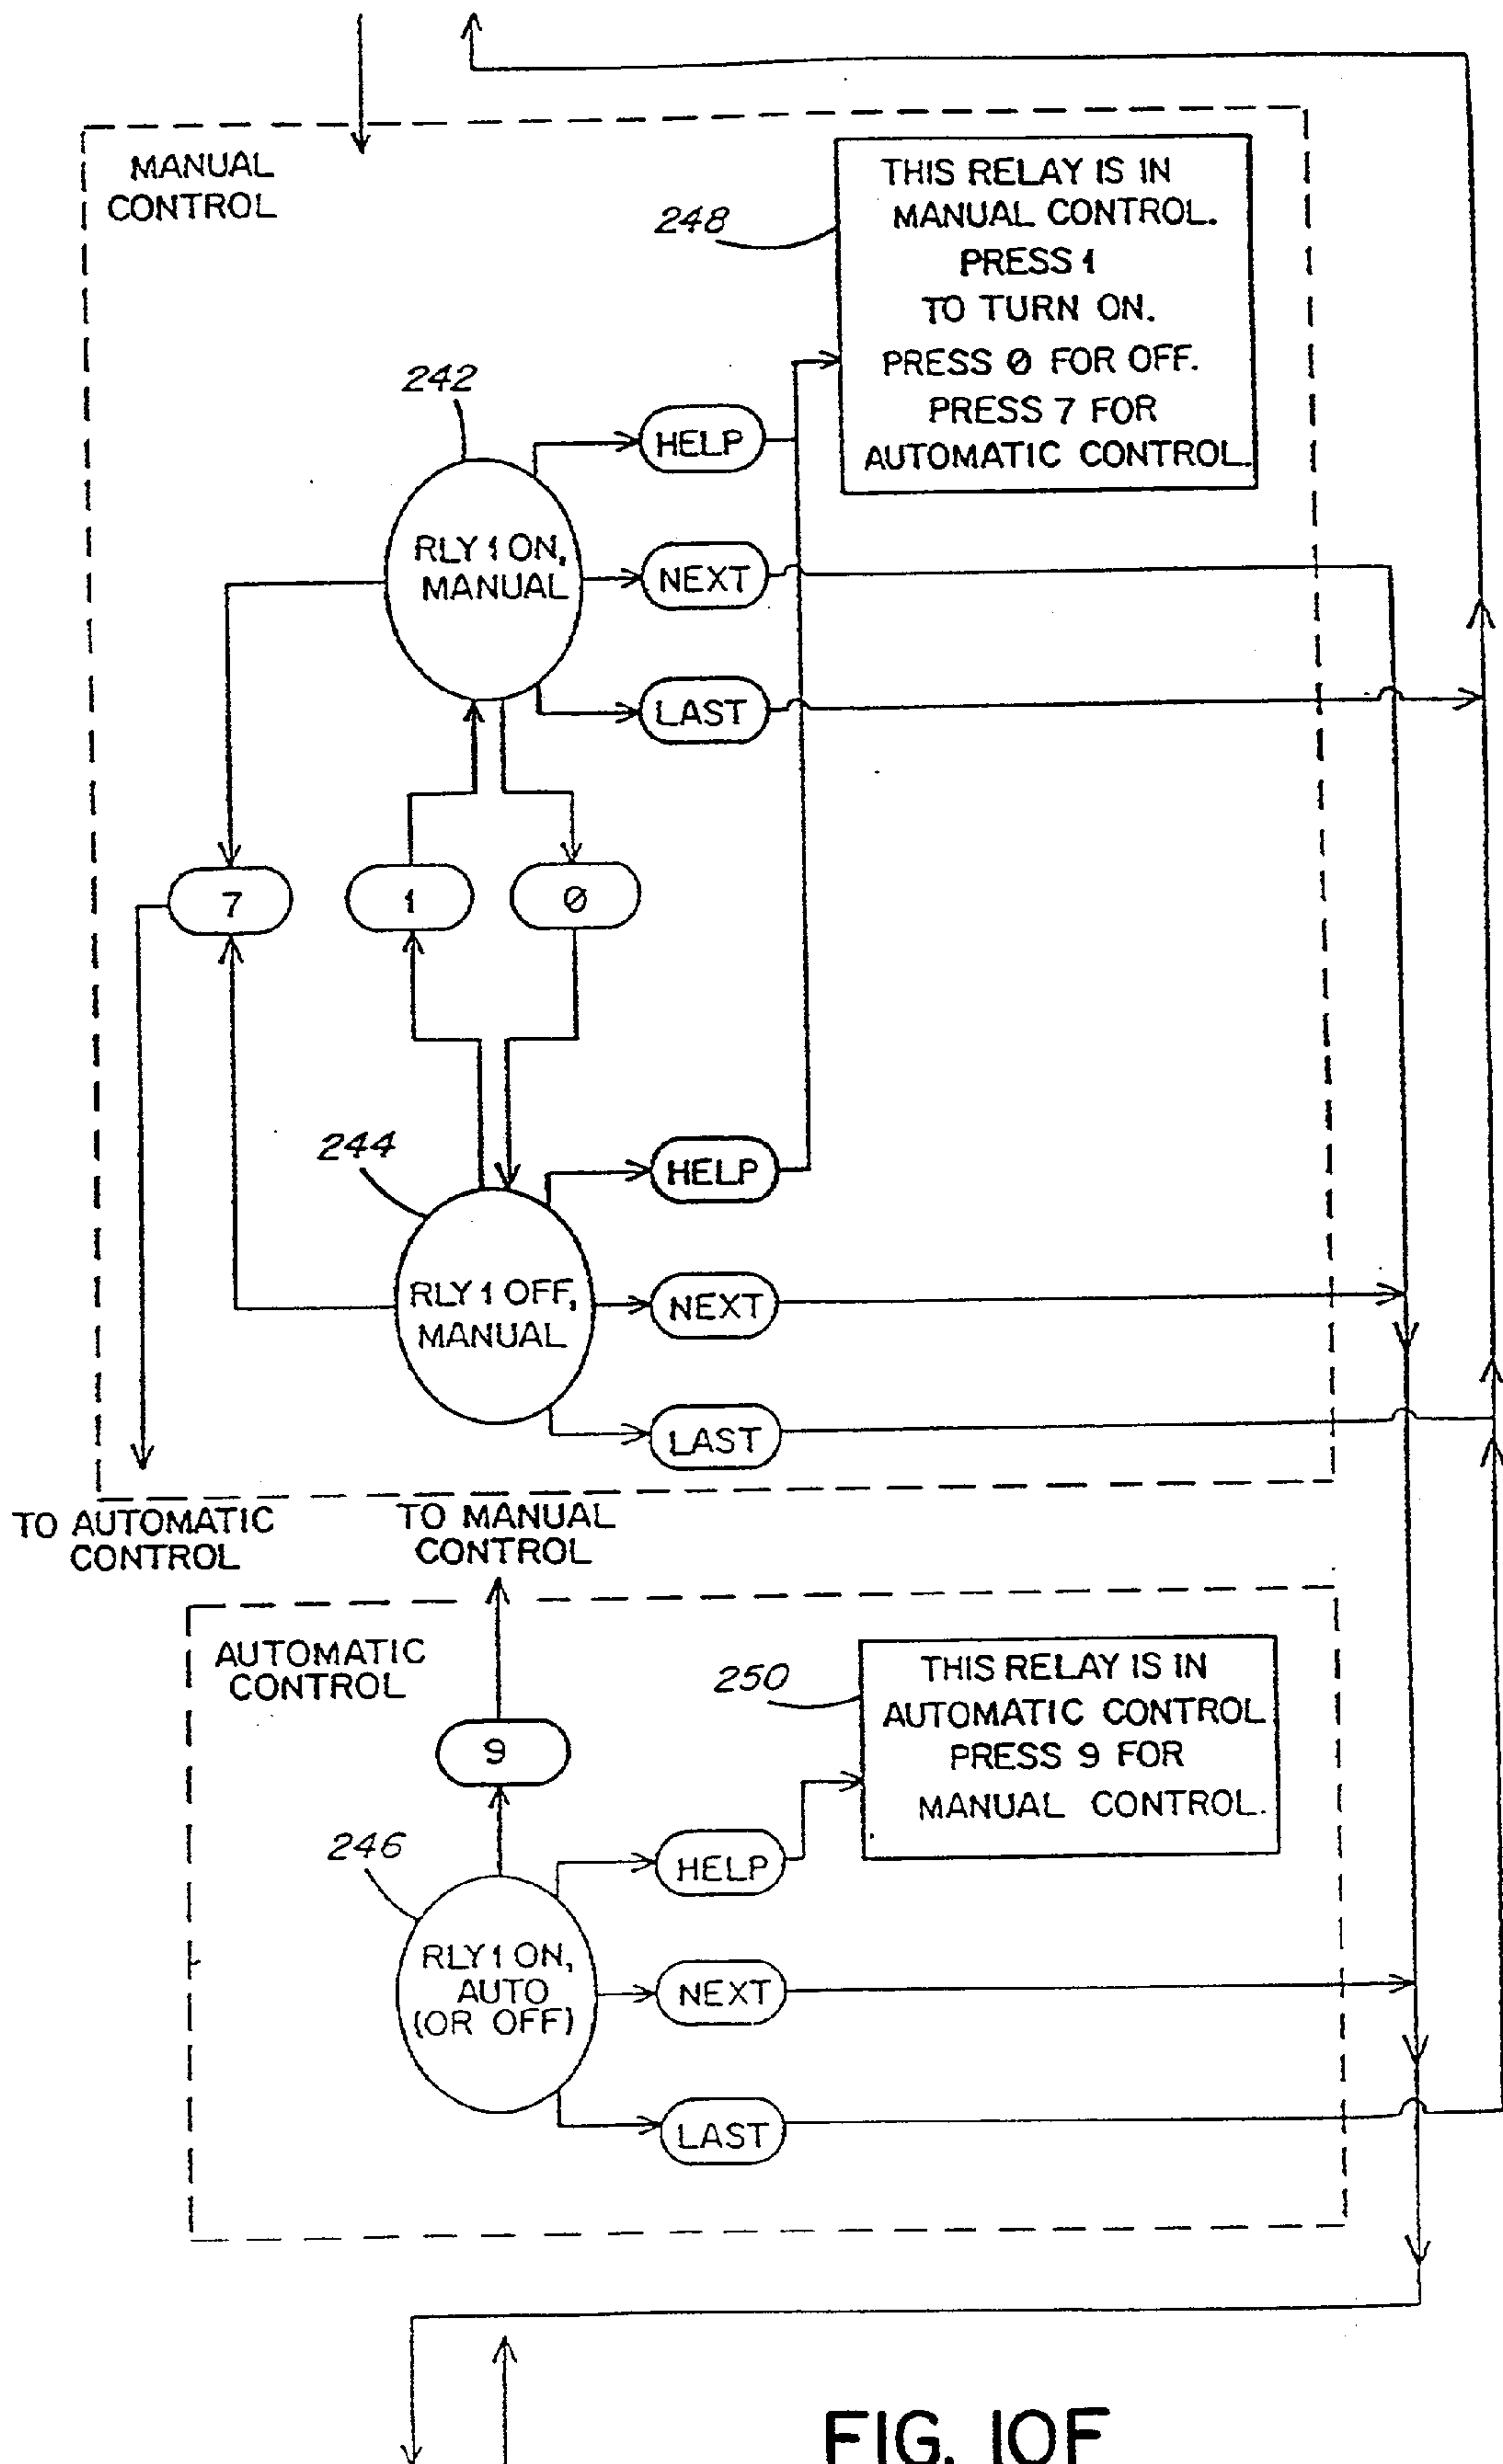 MANUAL
CONTROL
THIS RELAY IS IN
MANUAL CONTROL.
PRESS 1
TO TURN ON.
PRESS 0 FOR OFF.
PRESS 7 FOR
AUTOMATIC CONTROL.
248
242
HELP
RLY 1 ON,
MANUAL
NEXT
LAST
7
1
0
244
HELP
RLY 1 OFF,
MANUAL
NEXT
LAST
TO AUTOMATIC
CONTROL
TO MANUAL
CONTROL
AUTOMATIC
CONTROL
250
THIS RELAY IS IN
AUTOMATIC CONTROL
PRESS 9 FOR
MANUAL CONTROL.
9
246
HELP
RLY 1 ON,
AUTO
(OR OFF)
NEXT
LAST
FIG. 10F